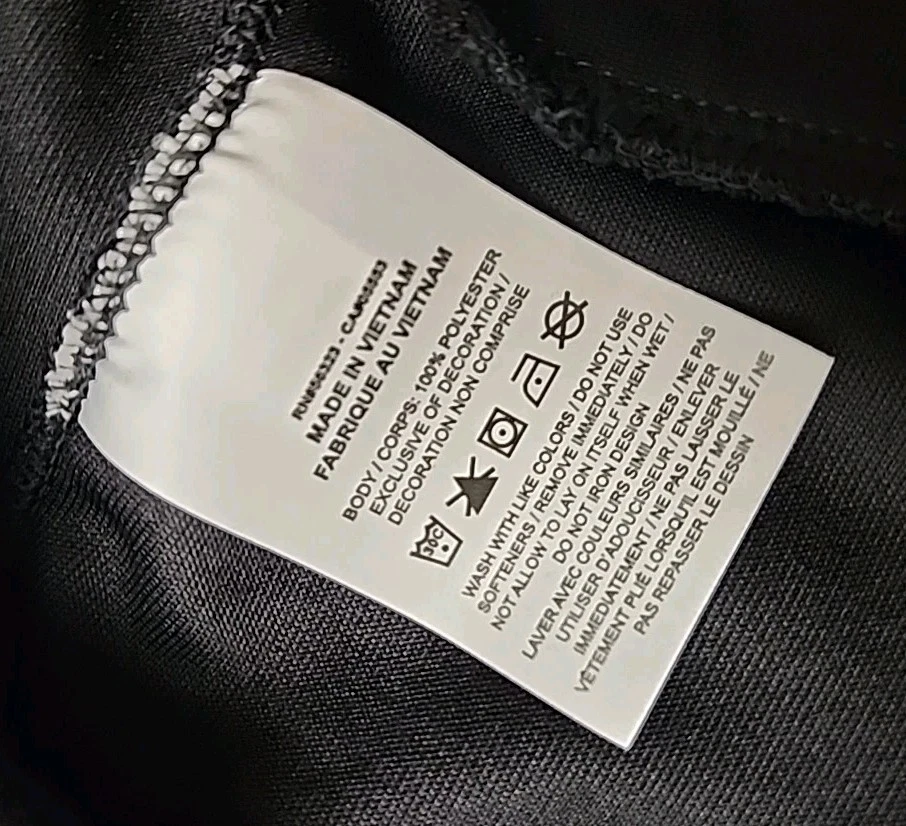 MADE IN VIETNAM
FABRIQUE AU VIETNAM
BODY / CORPS: 100% POLYESTER
EXCLUSIVE OF DECORATION /
DECORATION NON COMPRISE
30C
WASH WITH LIKE COLORS / DO NOT USE
SOFTENERS / REMOVE IMMEDIATELY / DO
NOT ALLOW TO LAY ON ITSELF WHEN WET /
DO NOT IRON DESIGN
LAVER AVEC COULEURS SIMILAIRES / NE PAS
UTILISER D'ADOUCISSEUR / ENLEVER
IMMEDIATEMENT / NE PAS LAISSER LE
VÊTEMENT PLIÉ LORSQU'IL EST MOUILLÉ / NE
PAS REPASSER LE DESSIN